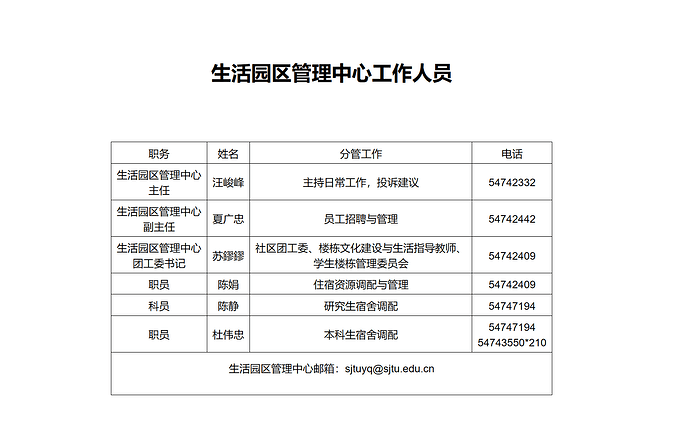 生活园区管理中心工作人员
职务 姓名 分管工作 电话
生活园区管理中心
主任 汪峻峰 主持日常工作，投诉建议 54742332
生活园区管理中心
副主任 夏广忠 员工招聘与管理 54742442
生活园区管理中心
团工委书记 苏鏐鏐 社区团工委、楼栋文化建设与生活指导教师、
学生楼栋管理委员会 54742409
职员 陈娟 住宿资源调配与管理 54742409
科员 陈静 研究生宿舍调配 54747194
职员 杜伟忠 本科生宿舍调配 54747194
54743550*210
生活园区管理中心邮箱：sjtuyq@sjtu.edu.cn